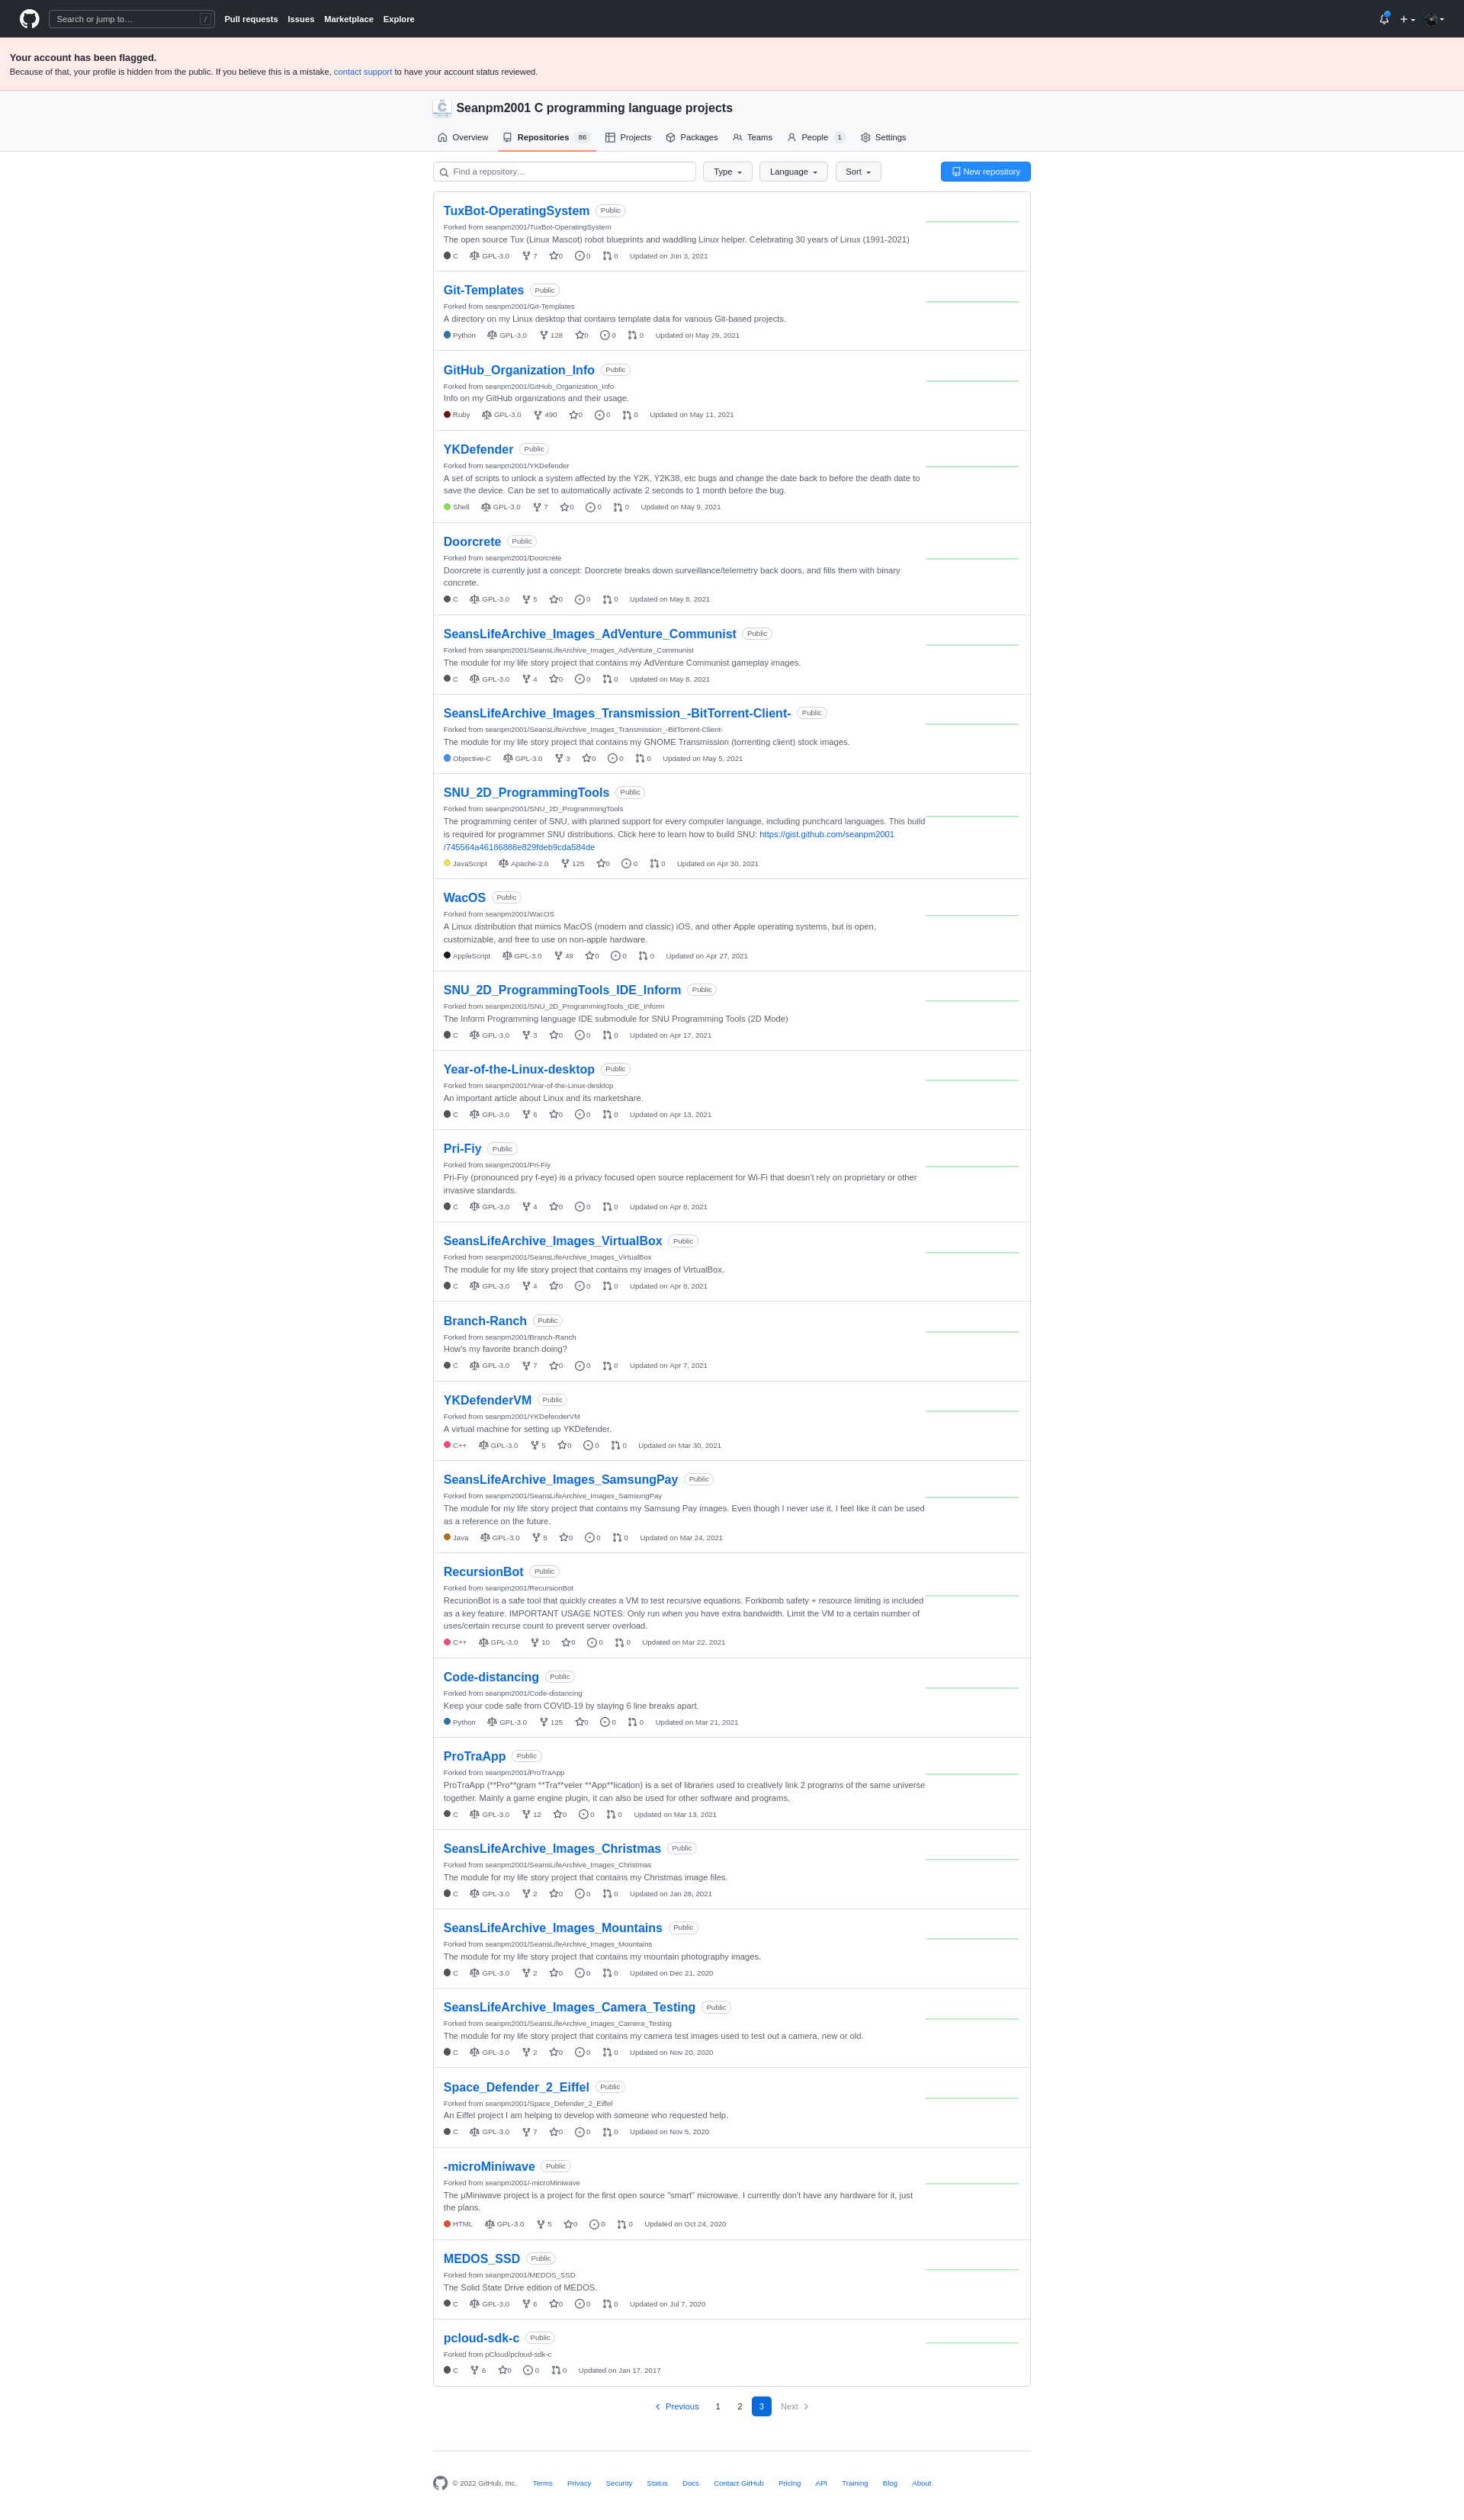 Search or jump to… /
Pull requests Issues Marketplace Explore
Your account has been flagged.
Because of that, your profile is hidden from the public. If you believe this is a mistake, contact support to have your account status reviewed.
Seanpm2001 C programming language projects
Overview Repositories 86 Projects Packages Teams People 1 Settings
Find a repository… Type Language Sort New repository
TuxBot-OperatingSystem Public
Forked from seanpm2001/TuxBot-OperatingSystem
The open source Tux (Linux Mascot) robot blueprints and waddling Linux helper. Celebrating 30 years of Linux (1991-2021)
C GPL-3.0 7 0 0 0 Updated on Jun 3, 2021
Git-Templates Public
Forked from seanpm2001/Git-Templates
A directory on my Linux desktop that contains template data for various Git-based projects.
Python GPL-3.0 128 0 0 0 Updated on May 29, 2021
GitHub_Organization_Info Public
Forked from seanpm2001/GitHub_Organization_Info
Info on my GitHub organizations and their usage.
Ruby GPL-3.0 490 0 0 0 Updated on May 11, 2021
YKDefender Public
Forked from seanpm2001/YKDefender
A set of scripts to unlock a system affected by the Y2K, Y2K38, etc bugs and change the date back to before the death date to
save the device. Can be set to automatically activate 2 seconds to 1 month before the bug.
Shell GPL-3.0 7 0 0 0 Updated on May 9, 2021
Doorcrete Public
Forked from seanpm2001/Doorcrete
Doorcrete is currently just a concept: Doorcrete breaks down surveillance/telemetry back doors, and fills them with binary
concrete.
C GPL-3.0 5 0 0 0 Updated on May 8, 2021
SeansLifeArchive_Images_AdVenture_Communist Public
Forked from seanpm2001/SeansLifeArchive_Images_AdVenture_Communist
The module for my life story project that contains my AdVenture Communist gameplay images.
C GPL-3.0 4 0 0 0 Updated on May 8, 2021
SeansLifeArchive_Images_Transmission_-BitTorrent-Client- Public
Forked from seanpm2001/SeansLifeArchive_Images_Transmission_-BitTorrent-Client-
The module for my life story project that contains my GNOME Transmission (torrenting client) stock images.
Objective-C GPL-3.0 3 0 0 0 Updated on May 5, 2021
SNU_2D_ProgrammingTools Public
Forked from seanpm2001/SNU_2D_ProgrammingTools
The programming center of SNU, with planned support for every computer language, including punchcard languages. This build
is required for programmer SNU distributions. Click here to learn how to build SNU: https://gist.github.com/seanpm2001
/745564a46186888e829fdeb9cda584de
JavaScript Apache-2.0 125 0 0 0 Updated on Apr 30, 2021
WacOS Public
Forked from seanpm2001/WacOS
A Linux distribution that mimics MacOS (modern and classic) iOS, and other Apple operating systems, but is open,
customizable, and free to use on non-apple hardware.
AppleScript GPL-3.0 49 0 0 0 Updated on Apr 27, 2021
SNU_2D_ProgrammingTools_IDE_Inform Public
Forked from seanpm2001/SNU_2D_ProgrammingTools_IDE_Inform
The Inform Programming language IDE submodule for SNU Programming Tools (2D Mode)
C GPL-3.0 3 0 0 0 Updated on Apr 17, 2021
Year-of-the-Linux-desktop Public
Forked from seanpm2001/Year-of-the-Linux-desktop
An important article about Linux and its marketshare.
C GPL-3.0 6 0 0 0 Updated on Apr 13, 2021
Pri-Fiy Public
Forked from seanpm2001/Pri-Fiy
Pri-Fiy (pronounced pry f-eye) is a privacy focused open source replacement for Wi-Fi that doesn't rely on proprietary or other
invasive standards.
C GPL-3.0 4 0 0 0 Updated on Apr 8, 2021
SeansLifeArchive_Images_VirtualBox Public
Forked from seanpm2001/SeansLifeArchive_Images_VirtualBox
The module for my life story project that contains my images of VirtualBox.
C GPL-3.0 4 0 0 0 Updated on Apr 8, 2021
Branch-Ranch Public
Forked from seanpm2001/Branch-Ranch
How's my favorite branch doing?
C GPL-3.0 7 0 0 0 Updated on Apr 7, 2021
YKDefenderVM Public
Forked from seanpm2001/YKDefenderVM
A virtual machine for setting up YKDefender.
C++ GPL-3.0 5 0 0 0 Updated on Mar 30, 2021
SeansLifeArchive_Images_SamsungPay Public
Forked from seanpm2001/SeansLifeArchive_Images_SamsungPay
The module for my life story project that contains my Samsung Pay images. Even though I never use it, I feel like it can be used
as a reference on the future.
Java GPL-3.0 5 0 0 0 Updated on Mar 24, 2021
RecursionBot Public
Forked from seanpm2001/RecursionBot
RecurionBot is a safe tool that quickly creates a VM to test recursive equations. Forkbomb safety + resource limiting is included
as a key feature. IMPORTANT USAGE NOTES: Only run when you have extra bandwidth. Limit the VM to a certain number of
uses/certain recurse count to prevent server overload.
C++ GPL-3.0 10 0 0 0 Updated on Mar 22, 2021
Code-distancing Public
Forked from seanpm2001/Code-distancing
Keep your code safe from COVID-19 by staying 6 line breaks apart.
Python GPL-3.0 125 0 0 0 Updated on Mar 21, 2021
ProTraApp Public
Forked from seanpm2001/ProTraApp
ProTraApp (**Pro**gram **Tra**veler **App**lication) is a set of libraries used to creatively link 2 programs of the same universe
together. Mainly a game engine plugin, it can also be used for other software and programs.
C GPL-3.0 12 0 0 0 Updated on Mar 13, 2021
SeansLifeArchive_Images_Christmas Public
Forked from seanpm2001/SeansLifeArchive_Images_Christmas
The module for my life story project that contains my Christmas image files.
C GPL-3.0 2 0 0 0 Updated on Jan 28, 2021
SeansLifeArchive_Images_Mountains Public
Forked from seanpm2001/SeansLifeArchive_Images_Mountains
The module for my life story project that contains my mountain photography images.
C GPL-3.0 2 0 0 0 Updated on Dec 21, 2020
SeansLifeArchive_Images_Camera_Testing Public
Forked from seanpm2001/SeansLifeArchive_Images_Camera_Testing
The module for my life story project that contains my camera test images used to test out a camera, new or old.
C GPL-3.0 2 0 0 0 Updated on Nov 20, 2020
Space_Defender_2_Eiffel Public
Forked from seanpm2001/Space_Defender_2_Eiffel
An Eiffel project I am helping to develop with someone who requested help.
C GPL-3.0 7 0 0 0 Updated on Nov 5, 2020
-microMiniwave Public
Forked from seanpm2001/-microMiniwave
The μMiniwave project is a project for the first open source "smart" microwave. I currently don't have any hardware for it, just
the plans.
HTML GPL-3.0 5 0 0 0 Updated on Oct 24, 2020
MEDOS_SSD Public
Forked from seanpm2001/MEDOS_SSD
The Solid State Drive edition of MEDOS.
C GPL-3.0 6 0 0 0 Updated on Jul 7, 2020
pcloud-sdk-c Public
Forked from pCloud/pcloud-sdk-c
C 6 0 0 0 Updated on Jan 17, 2017
Previous 1 2 3 Next
© 2022 GitHub, Inc. Terms Privacy Security Status Docs Contact GitHub Pricing API Training Blog About